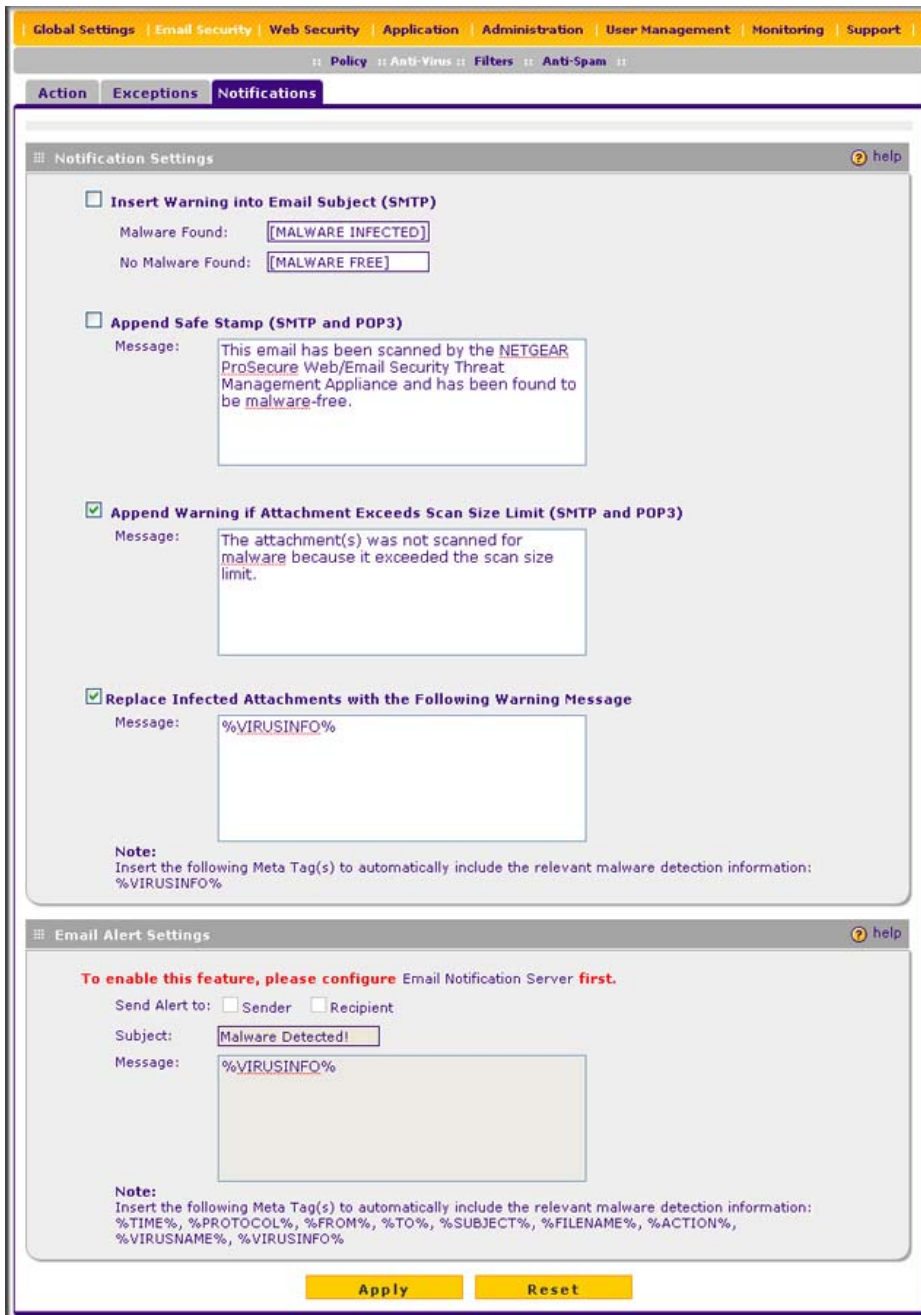 Global Settings | Email Security | Web Security | Application | Administration | User Management | Monitoring | Support |
:: Policy :: Anti-Virus :: Filters :: Anti-Spam ::
Action Exceptions Notifications
Notification Settings ? help
Insert Warning into Email Subject (SMTP)
Malware Found: [MALWARE INFECTED]
No Malware Found: [MALWARE FREE]
Append Safe Stamp (SMTP and POP3)
Message: This email has been scanned by the NETGEAR
ProSecure Web/Email Security Threat
Management Appliance and has been found to
be malware-free.
Append Warning if Attachment Exceeds Scan Size Limit (SMTP and POP3)
Message: The attachment(s) was not scanned for
malware because it exceeded the scan size
limit.
Replace Infected Attachments with the Following Warning Message
Message: %VIRUSINFO%
Note:
Insert the following Meta Tag(s) to automatically include the relevant malware detection information:
%VIRUSINFO%
Email Alert Settings ? help
To enable this feature, please configure Email Notification Server first.
Send Alert to: Sender Recipient
Subject: Malware Detected!
Message: %VIRUSINFO%
Note:
Insert the following Meta Tag(s) to automatically include the relevant malware detection information:
%TIME%, %PROTOCOL%, %FROM%, %TO%, %SUBJECT%, %FILENAME%, %ACTION%,
%VIRUSNAME%, %VIRUSINFO%
Apply Reset